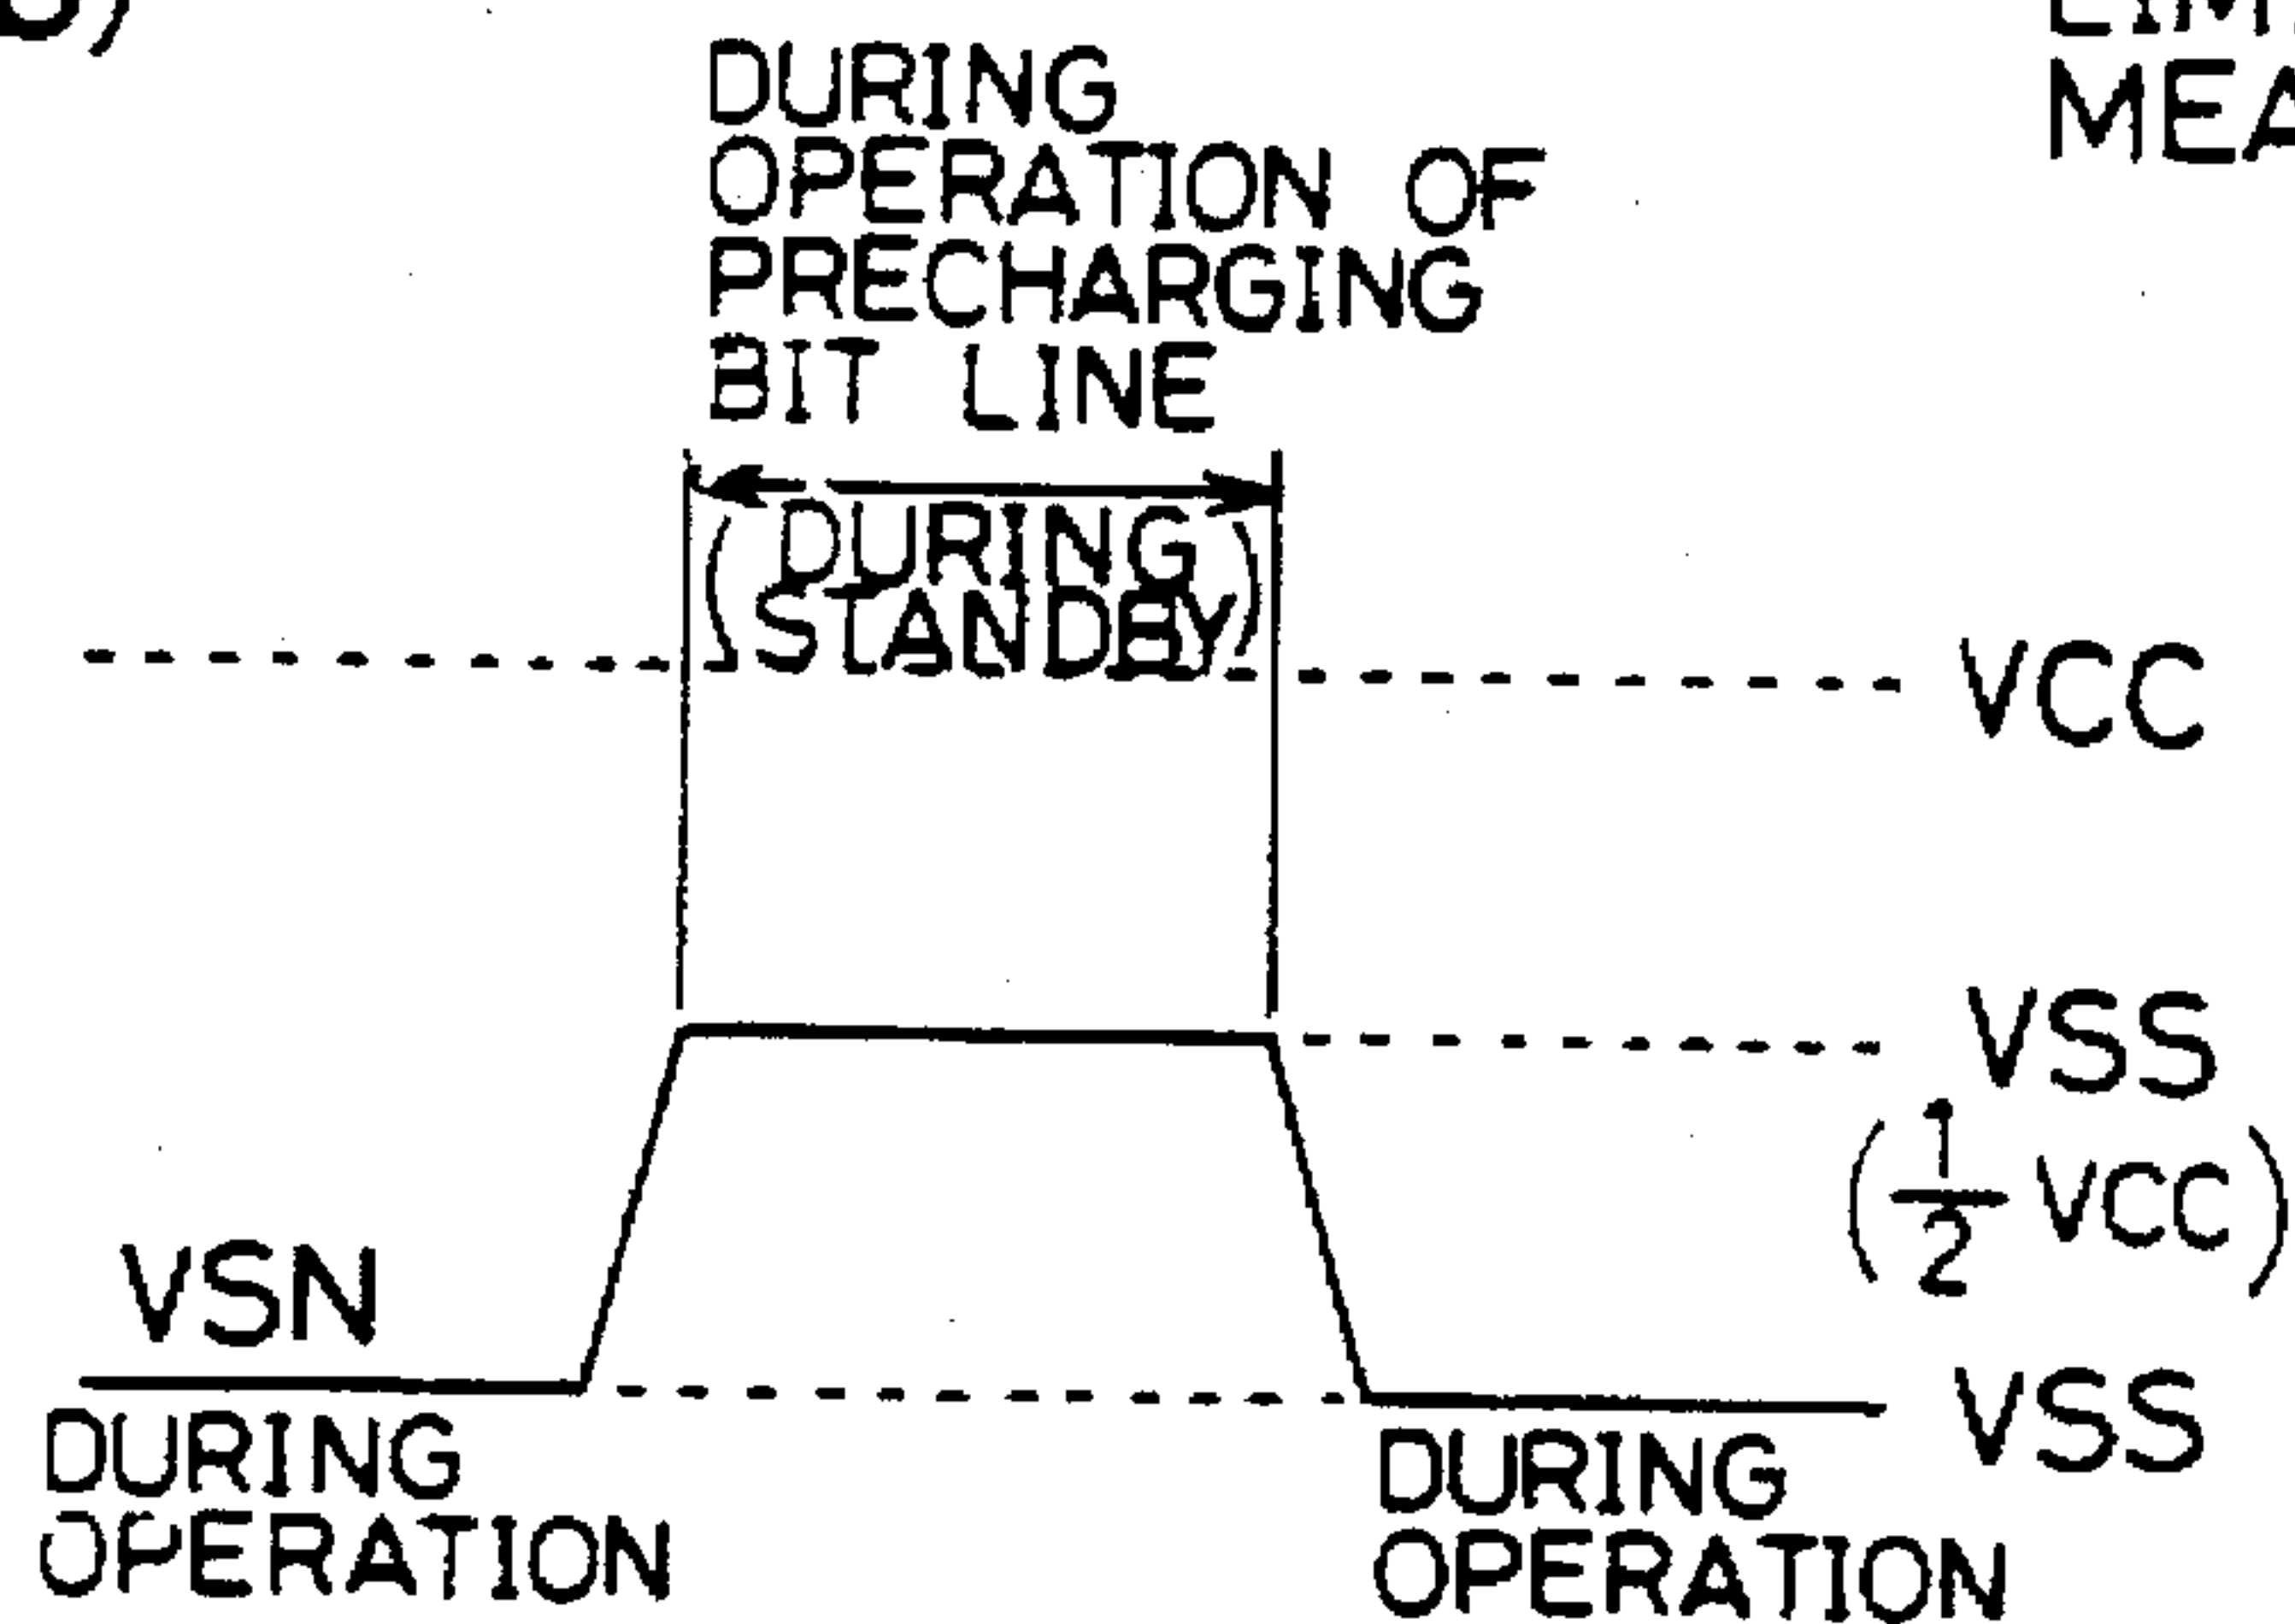 DURING
OPERATION OF
PRECHARGING
BIT LINE
(DURING
STANDBY)
VCC
VSS
(1/2 VCC)
VSN
VSS
DURING
OPERATION
DURING
OPERATION
MEA